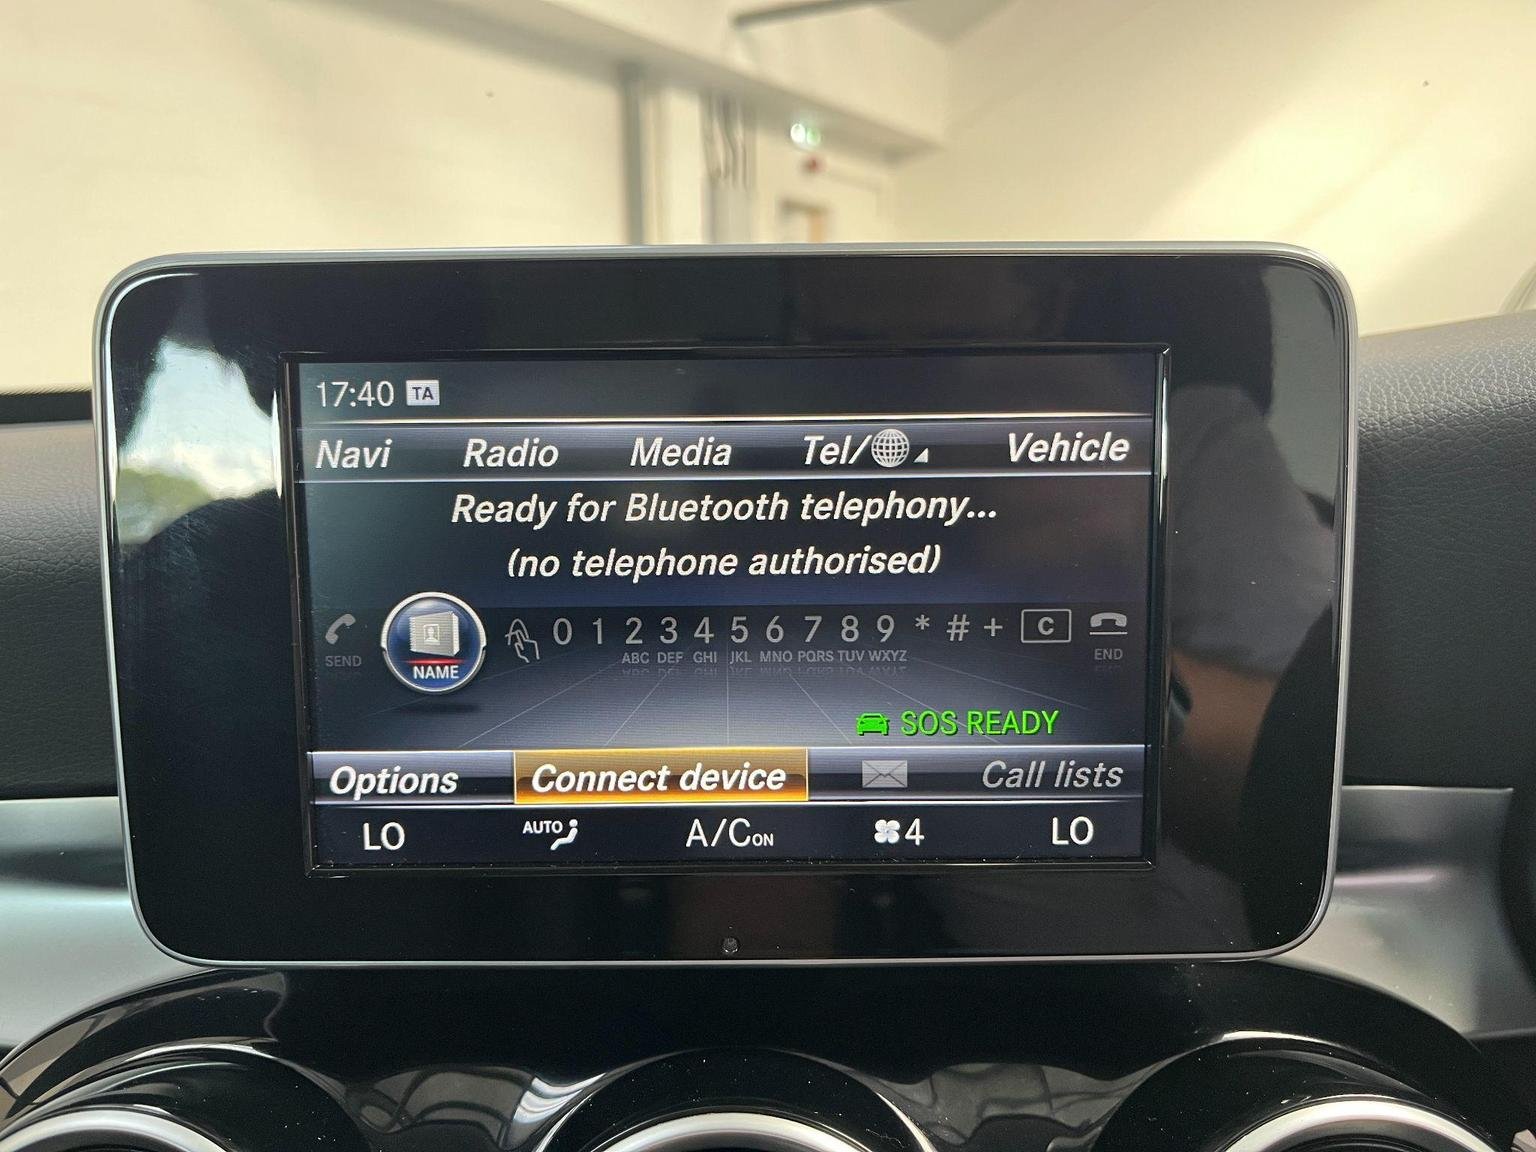 17:40 TA
Navi Radio Media Tel/ Vehicle
Ready for Bluetooth telephony...
(no telephone authorised)
SEND NAME 0 1 2 3 4 5 6 7 8 9 * # + C END
ABC DEF GHI JKL MNO PQRS TUV WXYZ
SOS READY
Options Connect device Call lists
LO AUTO A/C ON 4 LO